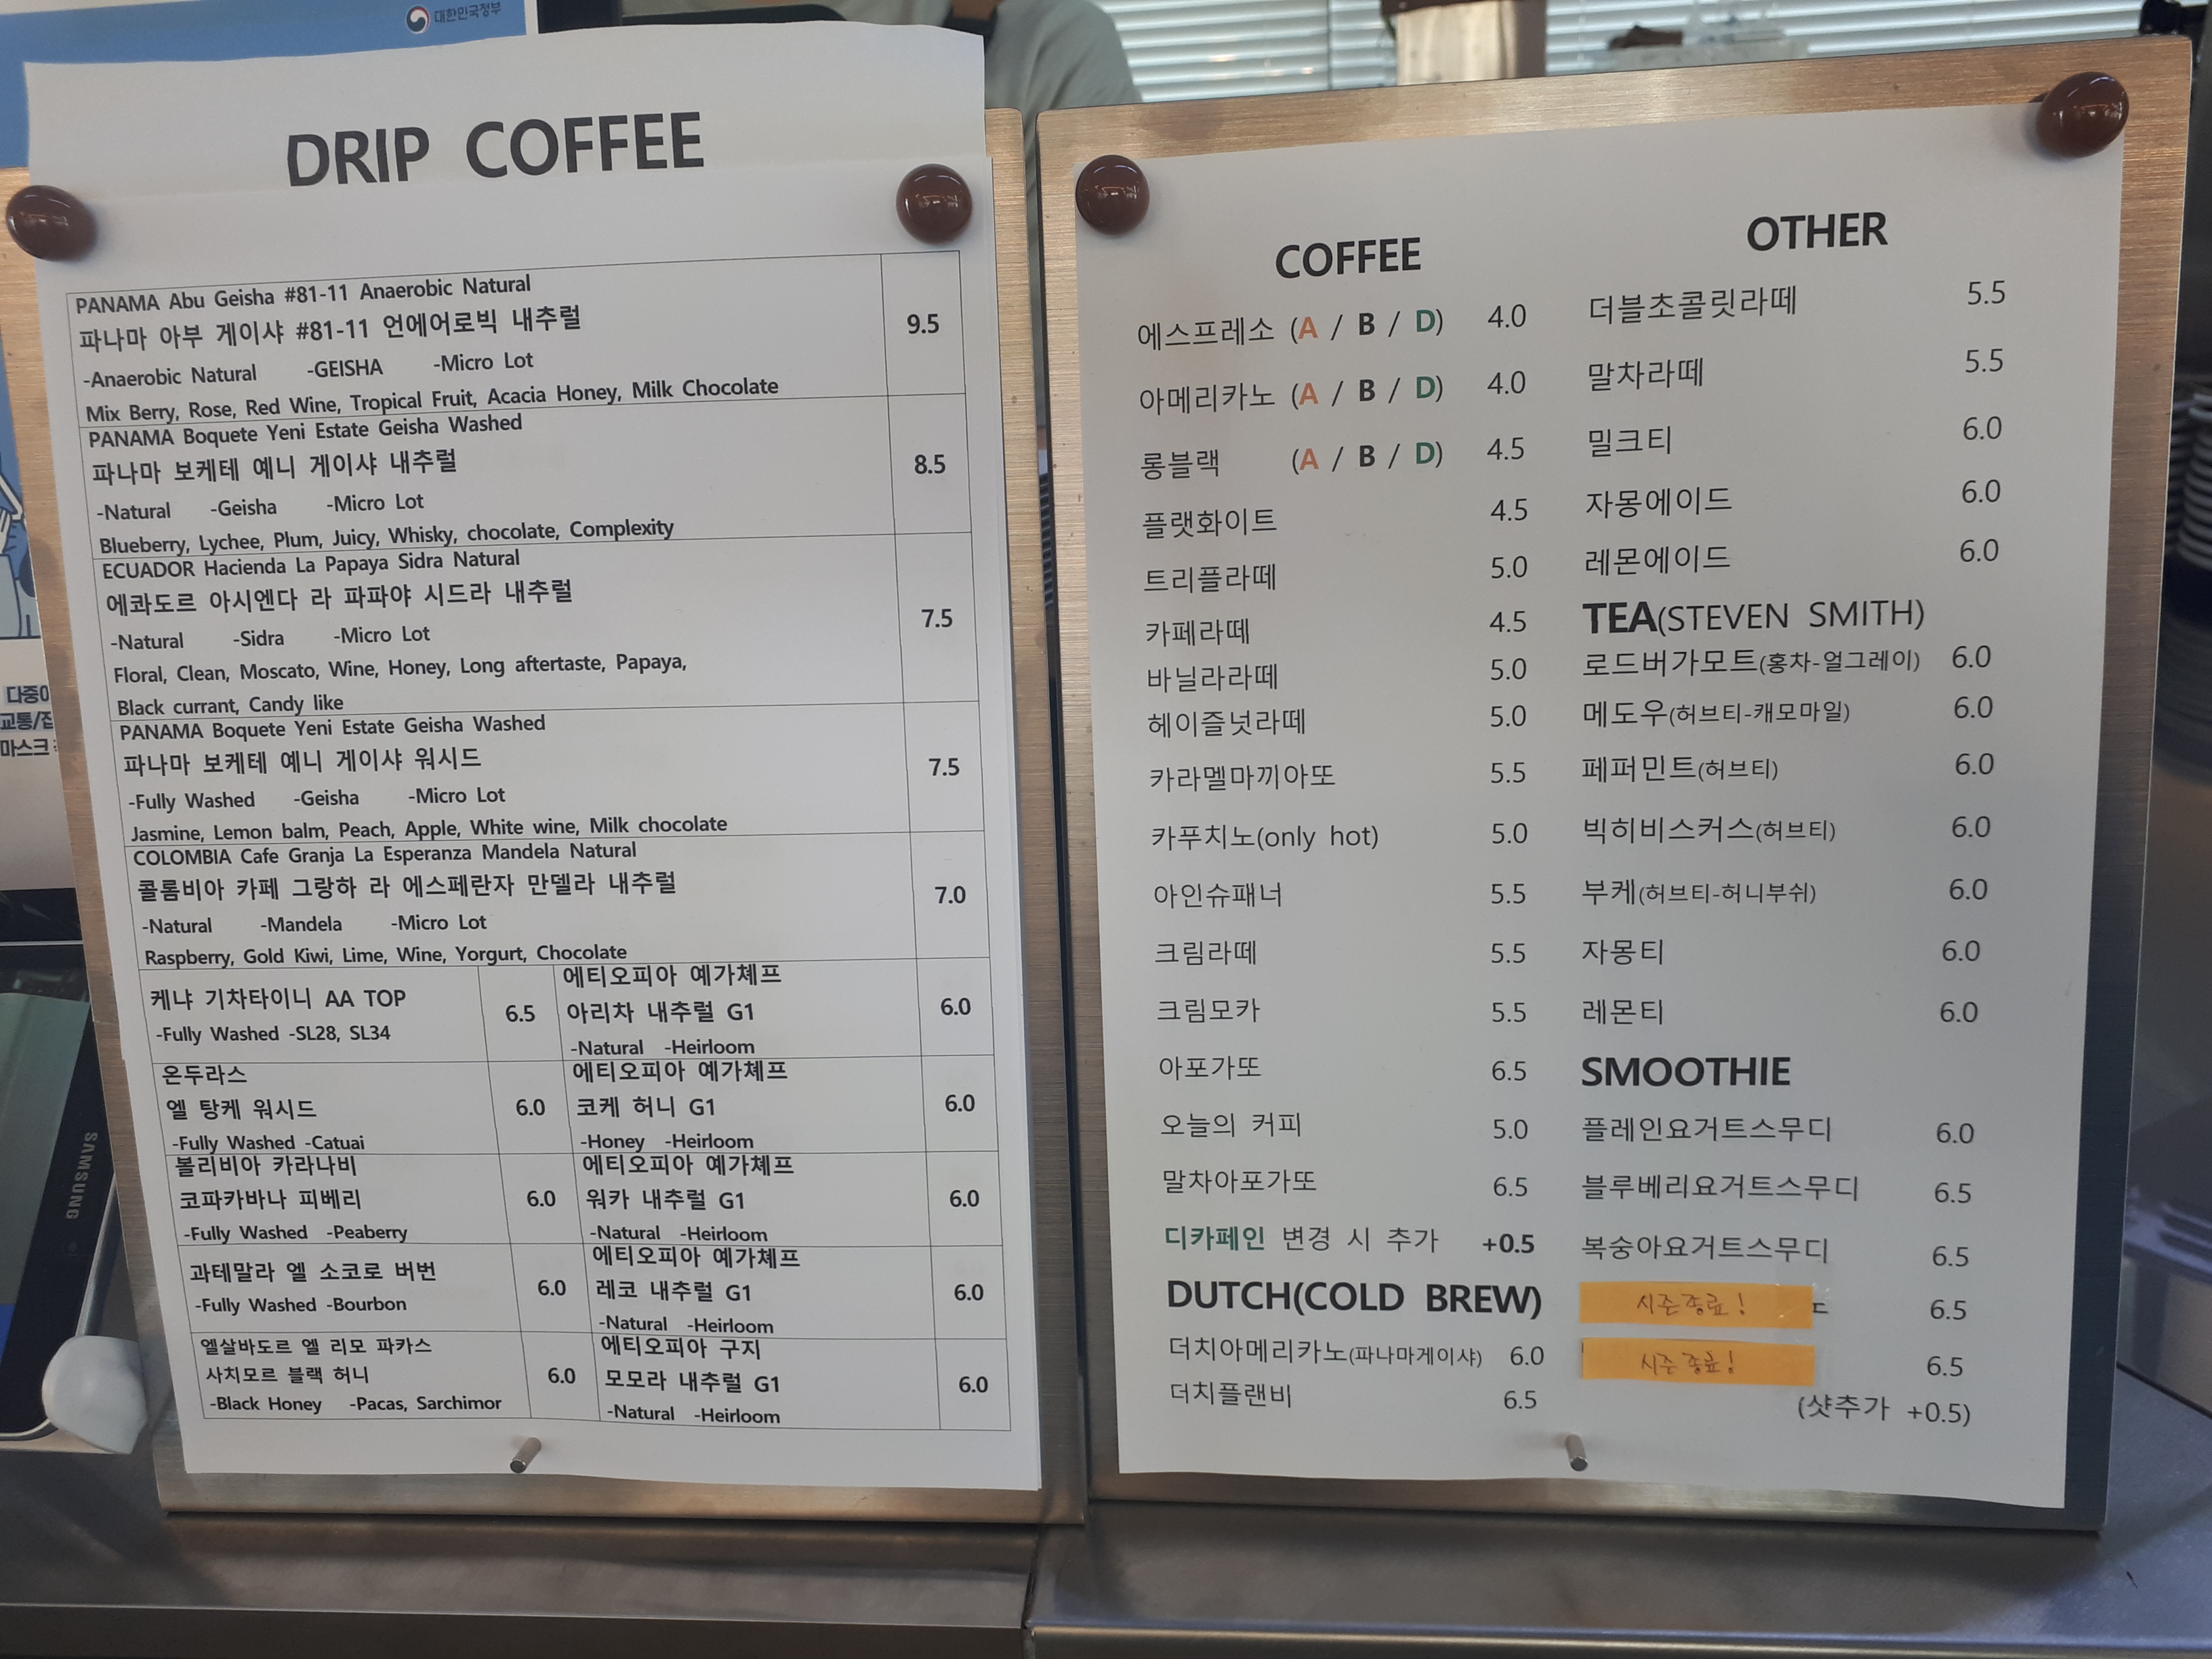 대한민국정부
다중이
교통/집
마스크
SAMSUNG
DRIP COFFEE
PANAMA Abu Geisha #81-11 Anaerobic Natural
파나마 아부 게이샤 #81-11 언에어로빅 내추럴
-Anaerobic Natural -GEISHA -Micro Lot
Mix Berry, Rose, Red Wine, Tropical Fruit, Acacia Honey, Milk Chocolate
9.5
PANAMA Boquete Yeni Estate Geisha Washed
파나마 보케테 예니 게이샤 내추럴
-Natural -Geisha -Micro Lot
Blueberry, Lychee, Plum, Juicy, Whisky, chocolate, Complexity
8.5
ECUADOR Hacienda La Papaya Sidra Natural
에콰도르 아시엔다 라 파파야 시드라 내추럴
-Natural -Sidra -Micro Lot
Floral, Clean, Moscato, Wine, Honey, Long aftertaste, Papaya,
Black currant, Candy like
7.5
PANAMA Boquete Yeni Estate Geisha Washed
파나마 보케테 예니 게이샤 워시드
-Fully Washed -Geisha -Micro Lot
Jasmine, Lemon balm, Peach, Apple, White wine, Milk chocolate
7.5
COLOMBIA Cafe Granja La Esperanza Mandela Natural
콜롬비아 카페 그랑하 라 에스페란자 만델라 내추럴
-Natural -Mandela -Micro Lot
Raspberry, Gold Kiwi, Lime, Wine, Yorgurt, Chocolate
7.0
케냐 기차타이니 AA TOP
-Fully Washed -SL28, SL34
6.5
에티오피아 예가체프
아리차 내추럴 G1
-Natural -Heirloom
6.0
온두라스
엘 탕케 워시드
-Fully Washed -Catuai
6.0
에티오피아 예가체프
코케 허니 G1
-Honey -Heirloom
6.0
볼리비아 카라나비
코파카바나 피베리
-Fully Washed -Peaberry
6.0
에티오피아 예가체프
워카 내추럴 G1
-Natural -Heirloom
6.0
과테말라 엘 소코로 버번
-Fully Washed -Bourbon
6.0
에티오피아 예가체프
레코 내추럴 G1
-Natural -Heirloom
6.0
엘살바도르 엘 리모 파카스
사치모르 블랙 허니
-Black Honey -Pacas, Sarchimor
6.0
에티오피아 구지
모모라 내추럴 G1
-Natural -Heirloom
6.0
COFFEE
에스프레소 (A / B / D) 4.0
아메리카노 (A / B / D) 4.0
롱블랙 (A / B / D) 4.5
플랫화이트 4.5
트리플라떼 5.0
카페라떼 4.5
바닐라라떼 5.0
헤이즐넛라떼 5.0
카라멜마끼아또 5.5
카푸치노(only hot) 5.0
아인슈패너 5.5
크림라떼 5.5
크림모카 5.5
아포가또 6.5
오늘의 커피 5.0
말차아포가또 6.5
디카페인 변경 시 추가 +0.5
DUTCH(COLD BREW)
더치아메리카노(파나마게이샤) 6.0
더치플랜비 6.5
OTHER
더블초콜릿라떼 5.5
말차라떼 5.5
밀크티 6.0
자몽에이드 6.0
레몬에이드 6.0
TEA(STEVEN SMITH)
로드버가모트(홍차-얼그레이) 6.0
메도우(허브티-캐모마일) 6.0
페퍼민트(허브티) 6.0
빅히비스커스(허브티) 6.0
부케(허브티-허니부쉬) 6.0
자몽티 6.0
레몬티 6.0
SMOOTHIE
플레인요거트스무디 6.0
블루베리요거트스무디 6.5
복숭아요거트스무디 6.5
시즌종료! 6.5
시즌종료! 6.5
(샷추가 +0.5)